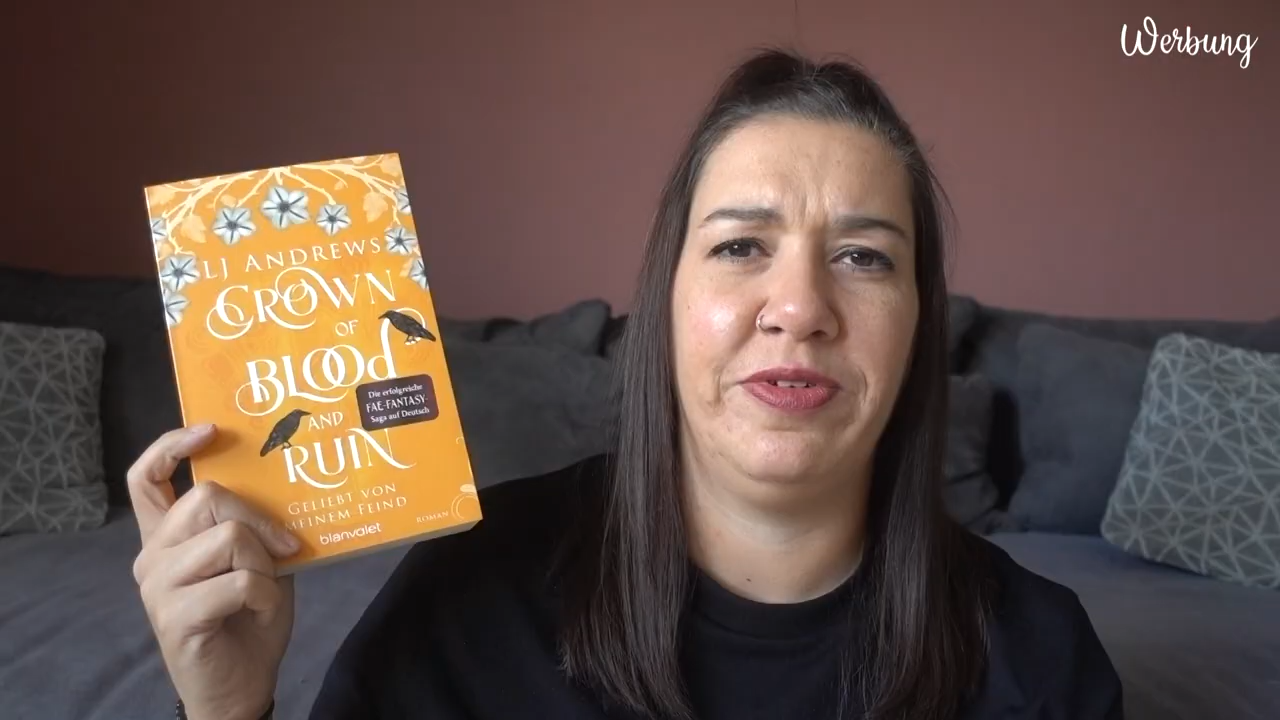 Werbung
LJ ANDREWS
CROWN
OF
BLOOd
AND
RUIN
Die erfolgreiche
FAE-FANTASY-
Saga auf Deutsch
GELIEBT VON
MEINEM FEIND
ROMAN
blanvalet